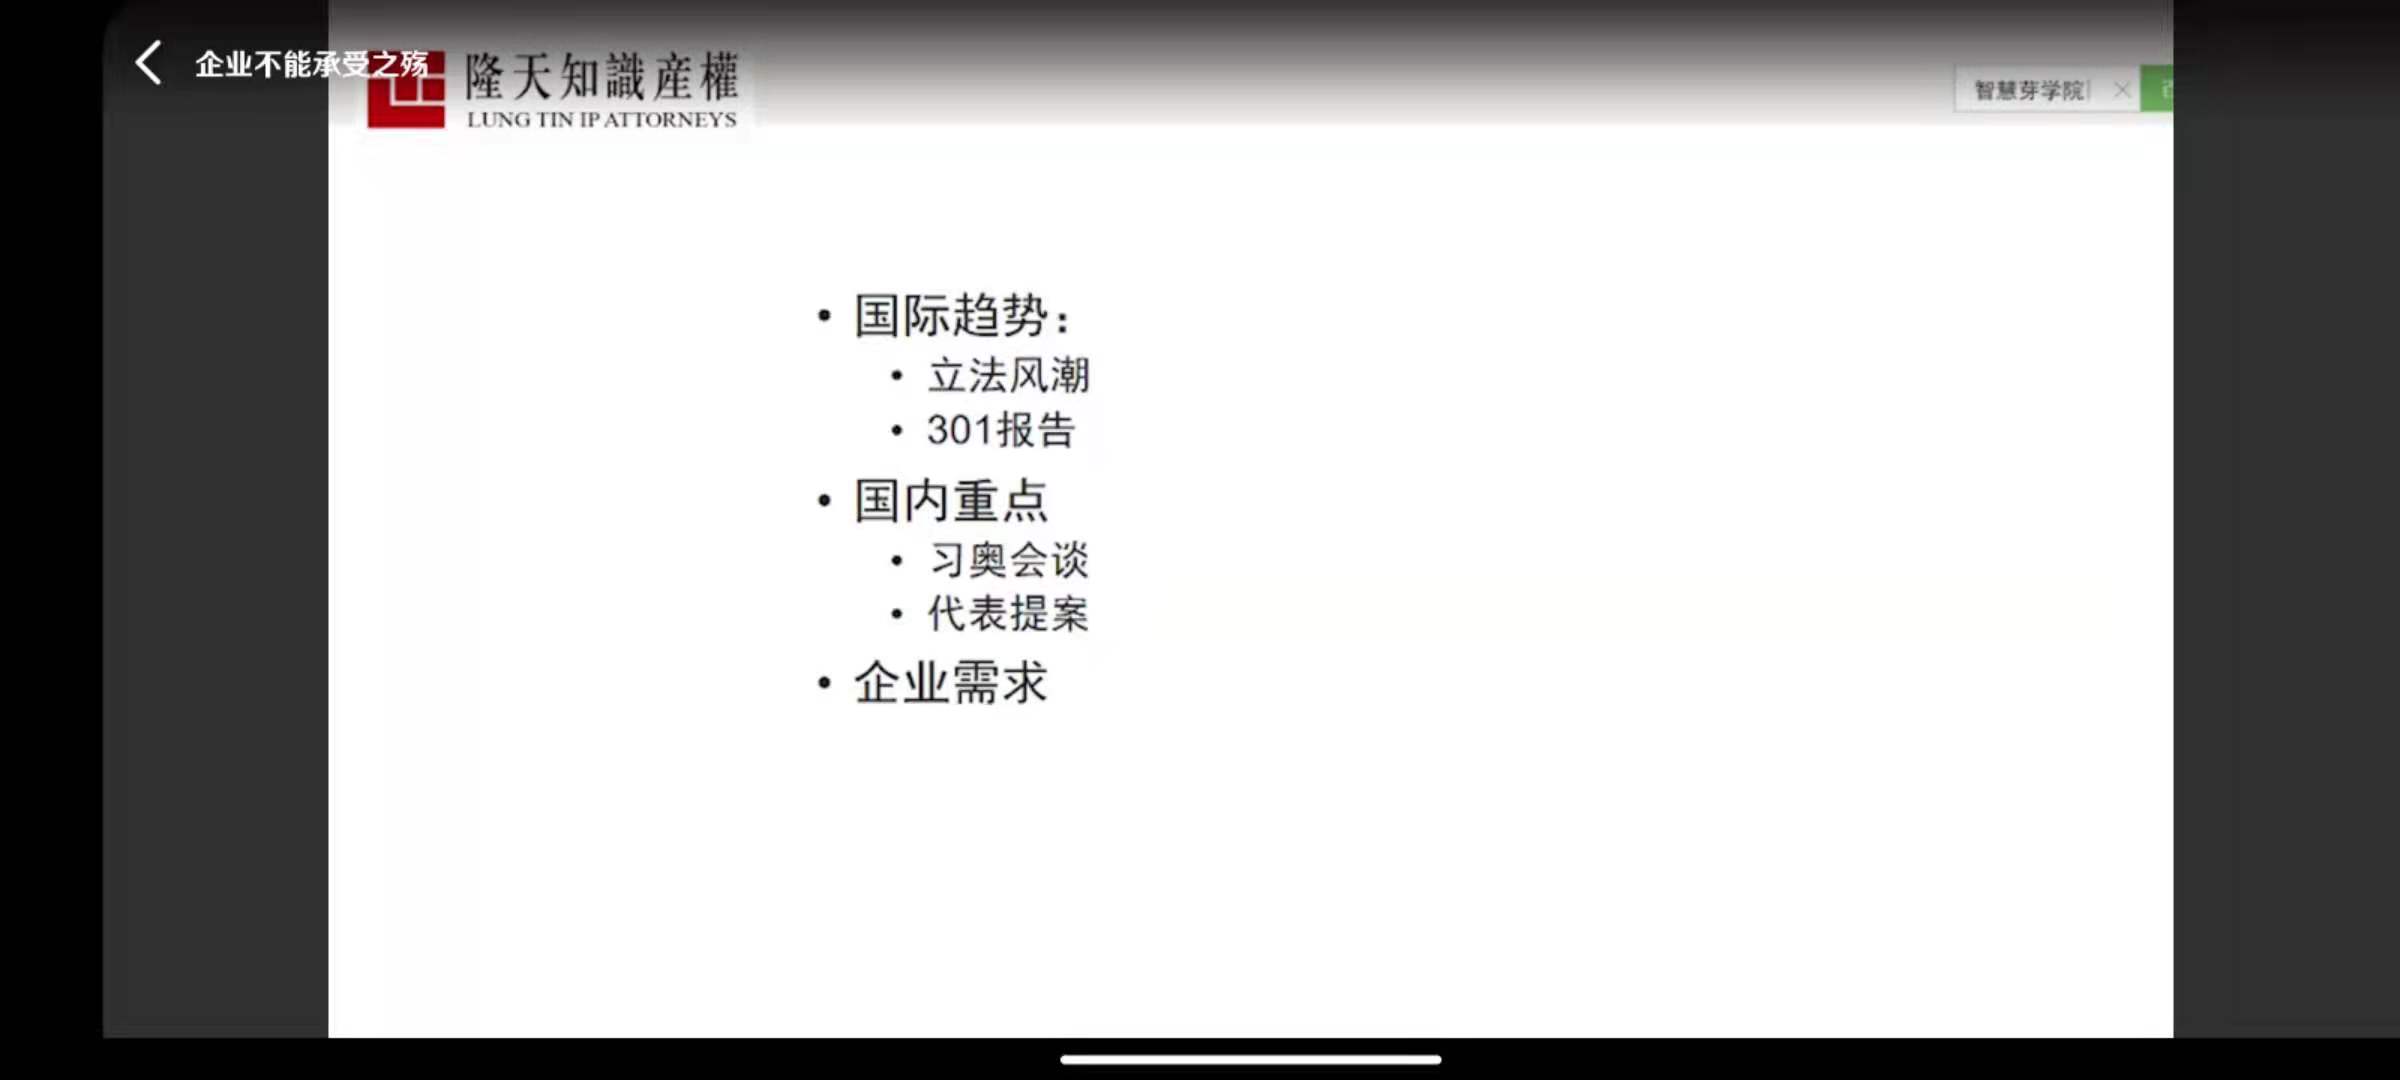 企业不能承受之殇
隆天知識産權
LUNG TIN IP ATTORNEYS
智慧芽学院
• 国际趋势：
• 立法风潮
• 301报告
• 国内重点
• 习奥会谈
• 代表提案
• 企业需求